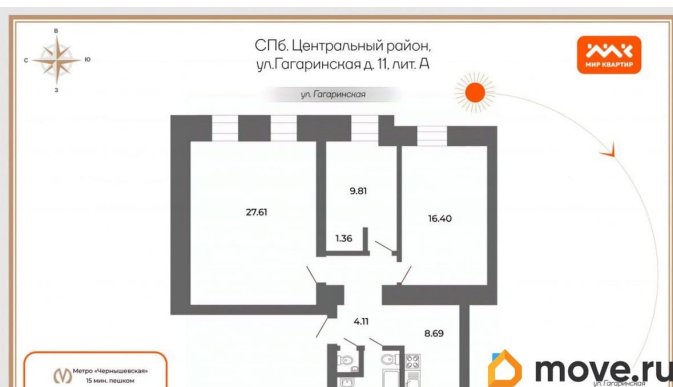 СПб. Центральный район,
ул.Гагаринская д. 11, лит. А
МИР КВАРТИР
В
С
Ю
З
ул. Гагаринская
9.81
27.61
16.40
1.36
4.11
8.69
Метро «Чернышевская»
15 мин. пешком
move.ru
ул. Гагаринская